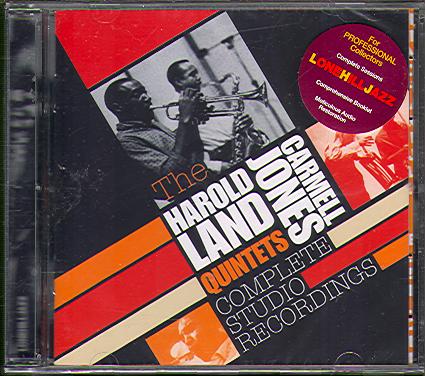 For
PROFESSIONAL
Collectors
Complete Sessions
LONEHILLJAZZ
Comprehensive Booklet
Meticulous Audio
Restoration
The
HAROLD
LAND
CARMELL
JONES
QUINTETS
COMPLETE
STUDIO
RECORDINGS